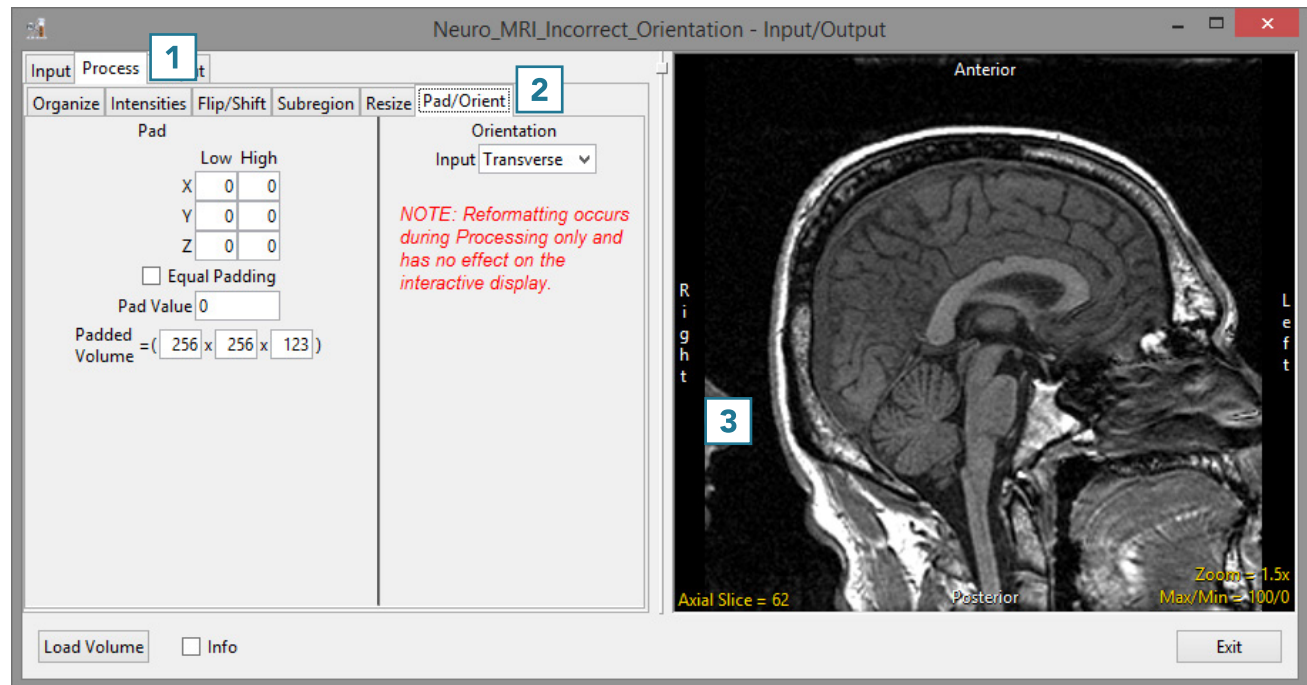 Neuro_MRI_Incorrect_Orientation - Input/Output
1
Input Process t
2
Organize Intensities Flip/Shift Subregion Resize Pad/Orient
Pad
Low High
X 0 0
Y 0 0
Z 0 0
Equal Padding
Pad Value 0
Padded Volume =( 256 x 256 x 123 )
Orientation
Input Transverse
NOTE: Reformatting occurs
during Processing only and
has no effect on the
interactive display.
Anterior
Right
Left
3
Axial Slice = 62
Posterior
Zoom = 1.5x
Max/Min = 100/0
Load Volume
Info
Exit